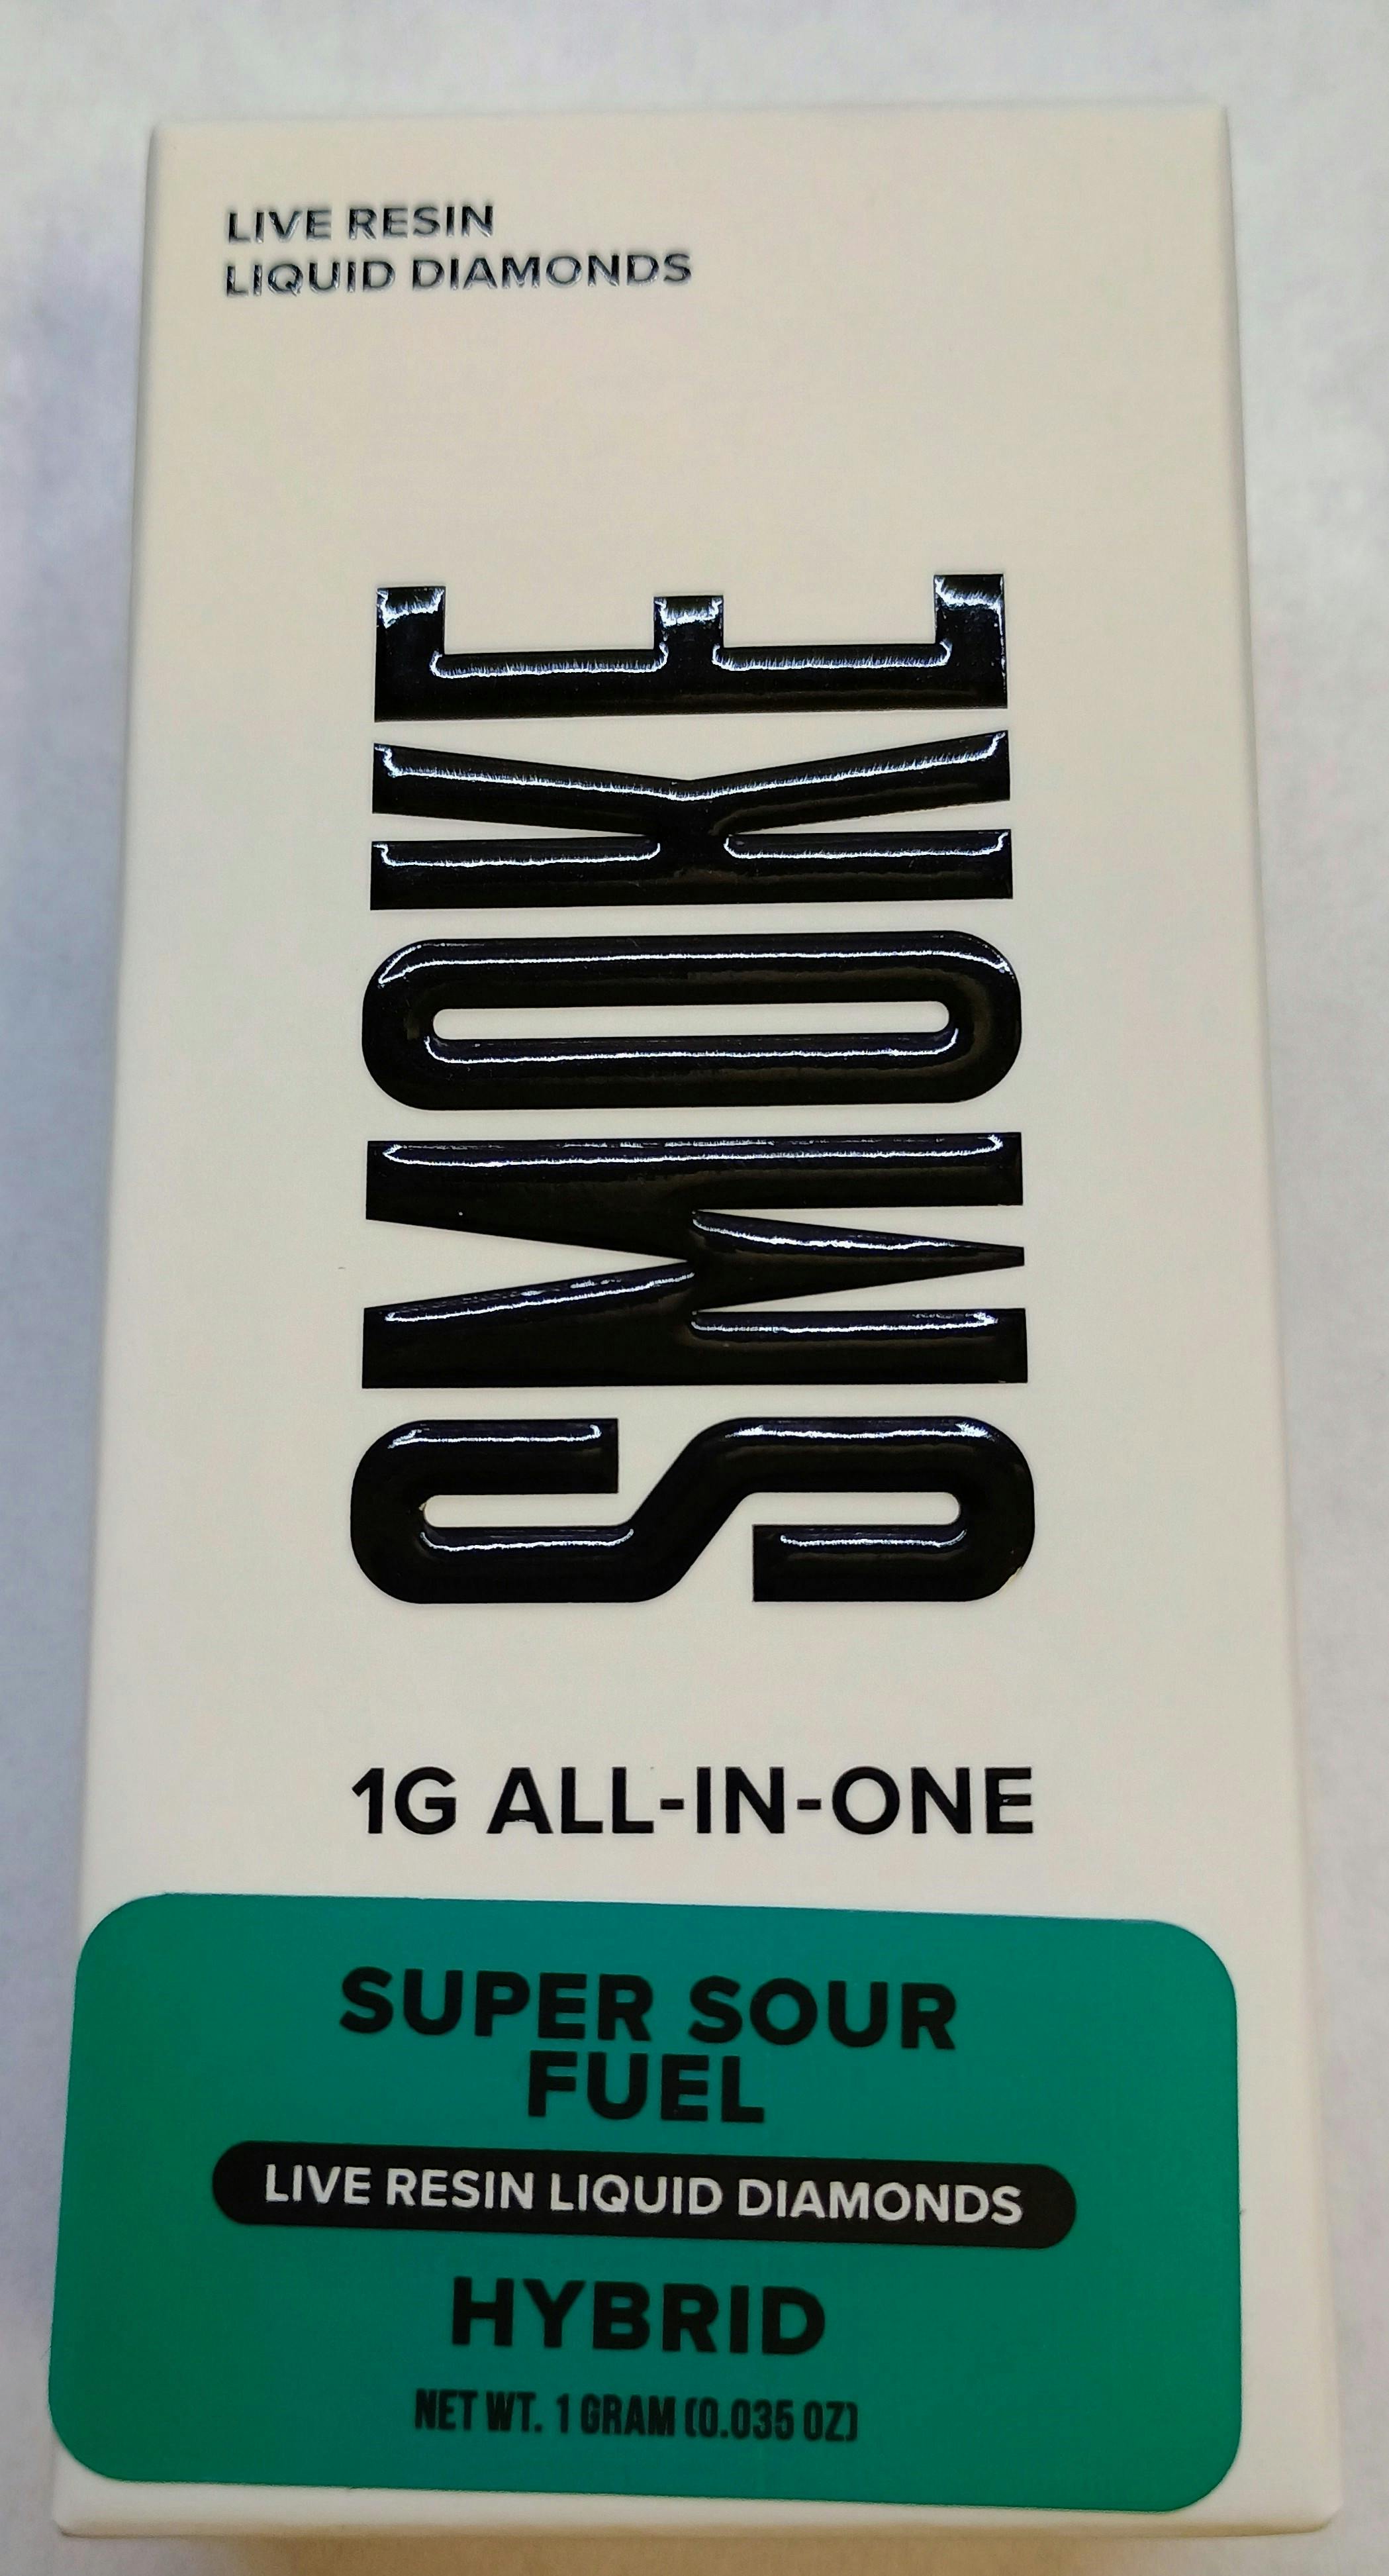 LIVE RESIN
LIQUID DIAMONDS
SMOKE
1G ALL-IN-ONE
SUPER SOUR
FUEL
LIVE RESIN LIQUID DIAMONDS
HYBRID
NET WT. 1 GRAM (0.035 OZ)